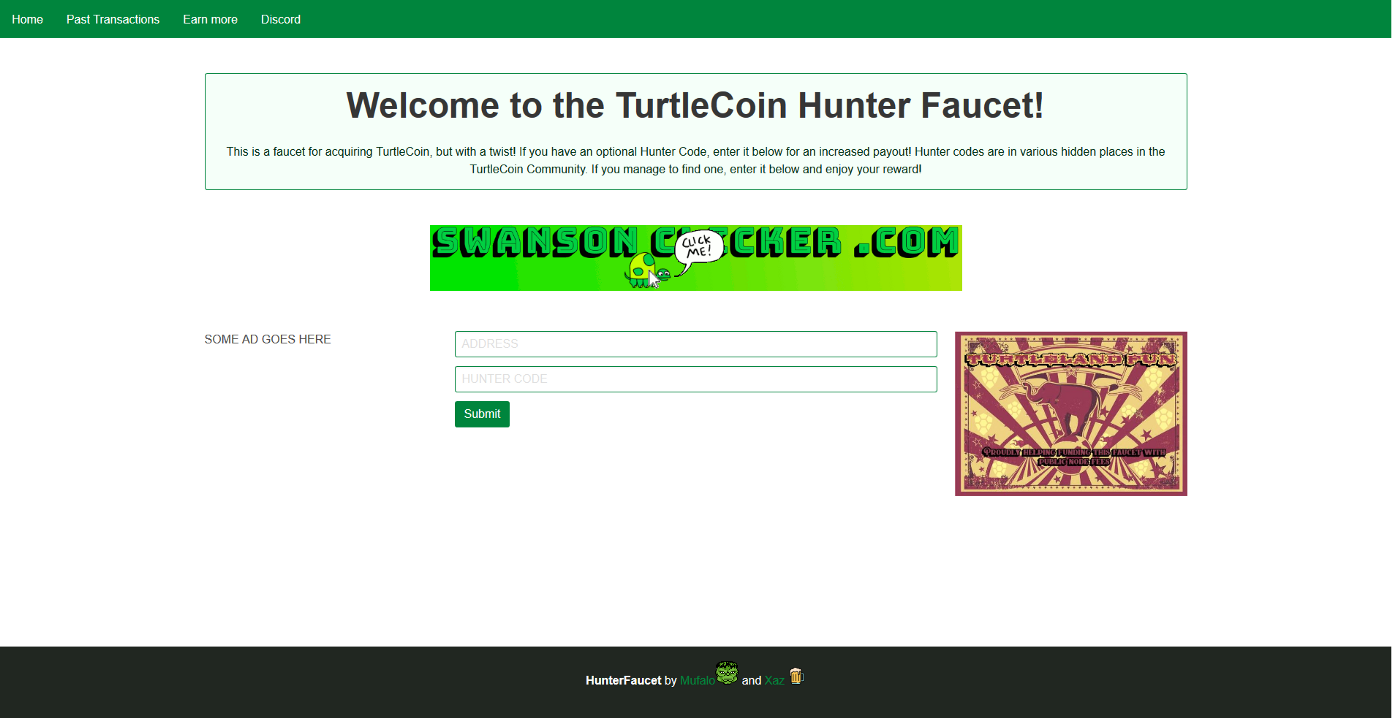 Home Past Transactions Earn more Discord
Welcome to the TurtleCoin Hunter Faucet!
This is a faucet for acquiring TurtleCoin, but with a twist! If you have an optional Hunter Code, enter it below for an increased payout! Hunter codes are in various hidden places in the
TurtleCoin Community. If you manage to find one, enter it below and enjoy your reward!
SWANSON CHECKER .COM
CLICK
ME!
SOME AD GOES HERE
ADDRESS
HUNTER CODE
Submit
TURTLELAND FUN
PROUDLY HELPING FUNDING THIS FAUCET WITH
PUBLIC NODE FEES
HunterFaucet by Mufalo and Xaz